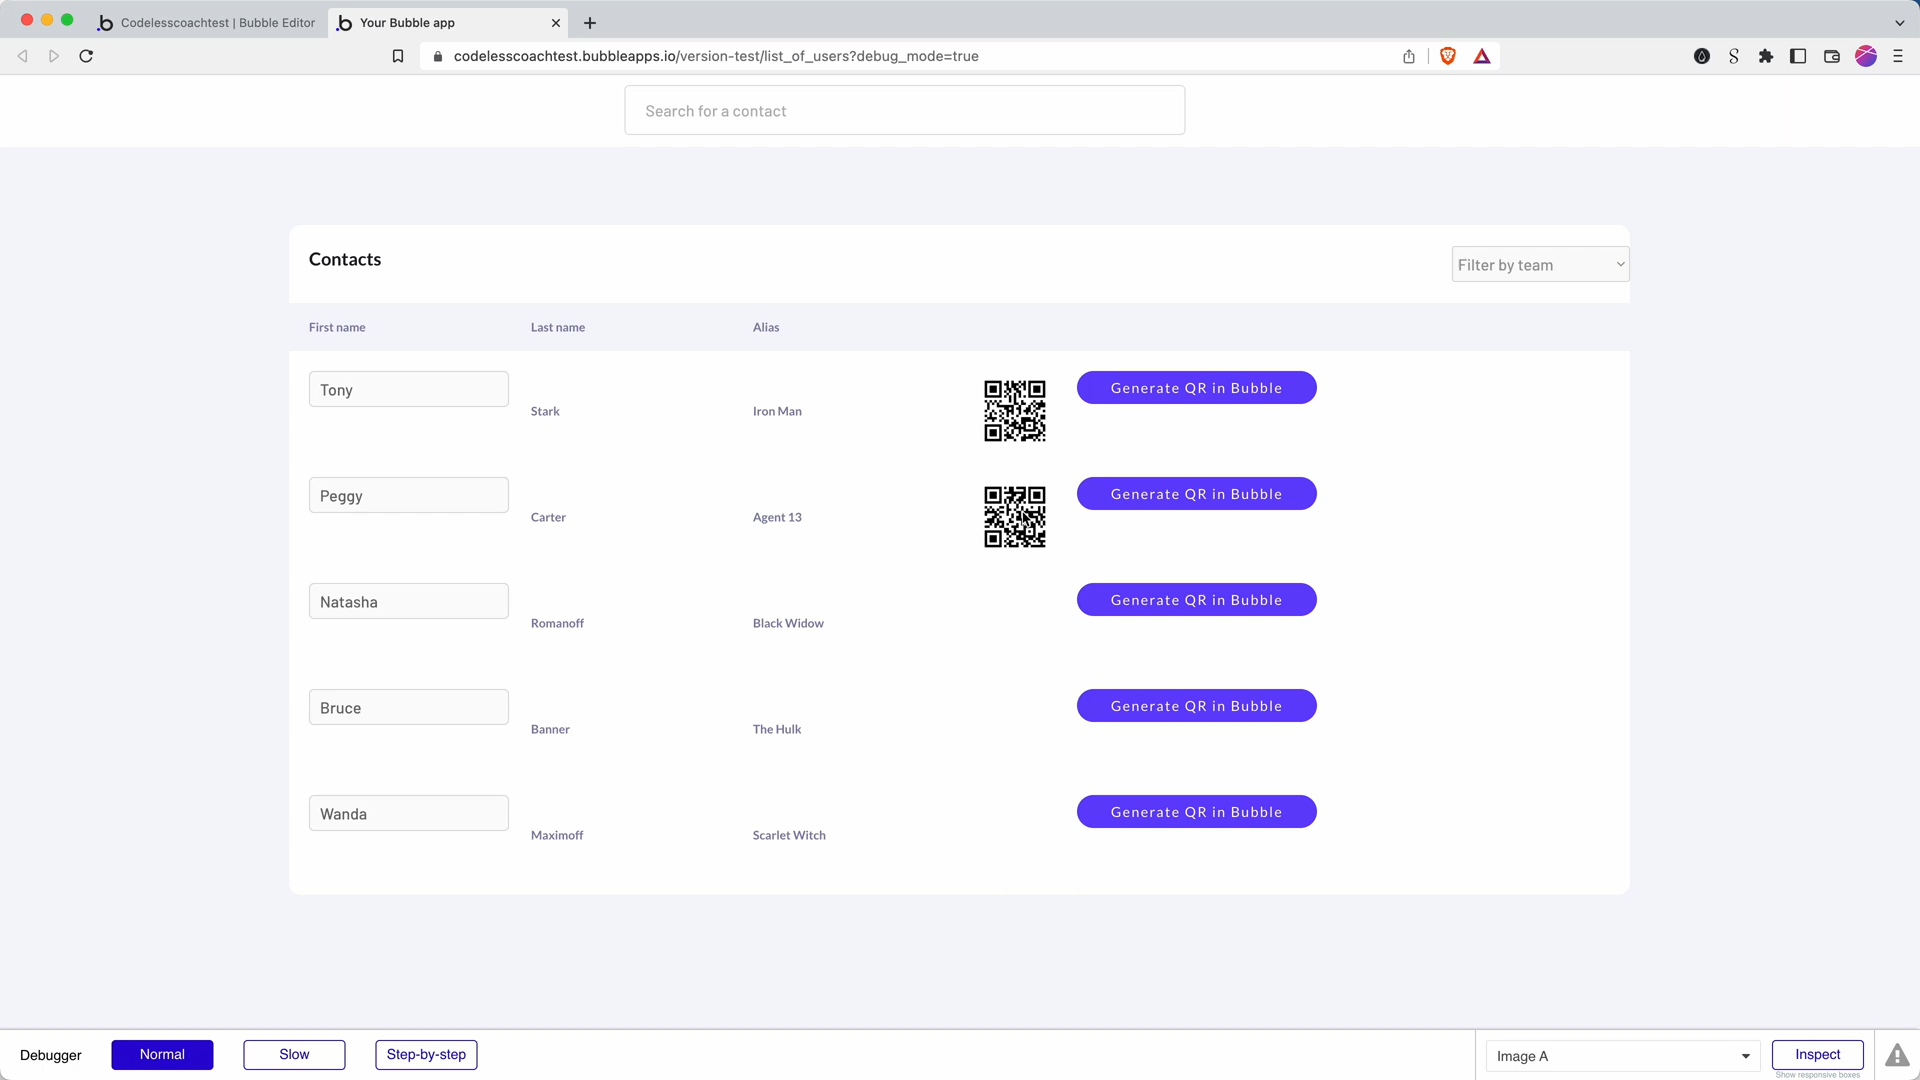 Codelesscoachtest | Bubble Editor
Your Bubble app
codelesscoachtest.bubbleapps.io/version-test/list_of_users?debug_mode=true
Search for a contact
Contacts
Filter by team
First name Last name Alias
Tony Stark Iron Man Generate QR in Bubble
Peggy Carter Agent 13 Generate QR in Bubble
Natasha Romanoff Black Widow Generate QR in Bubble
Bruce Banner The Hulk Generate QR in Bubble
Wanda Maximoff Scarlet Witch Generate QR in Bubble
Debugger Normal Slow Step-by-step Image A Inspect
Show responsive boxes